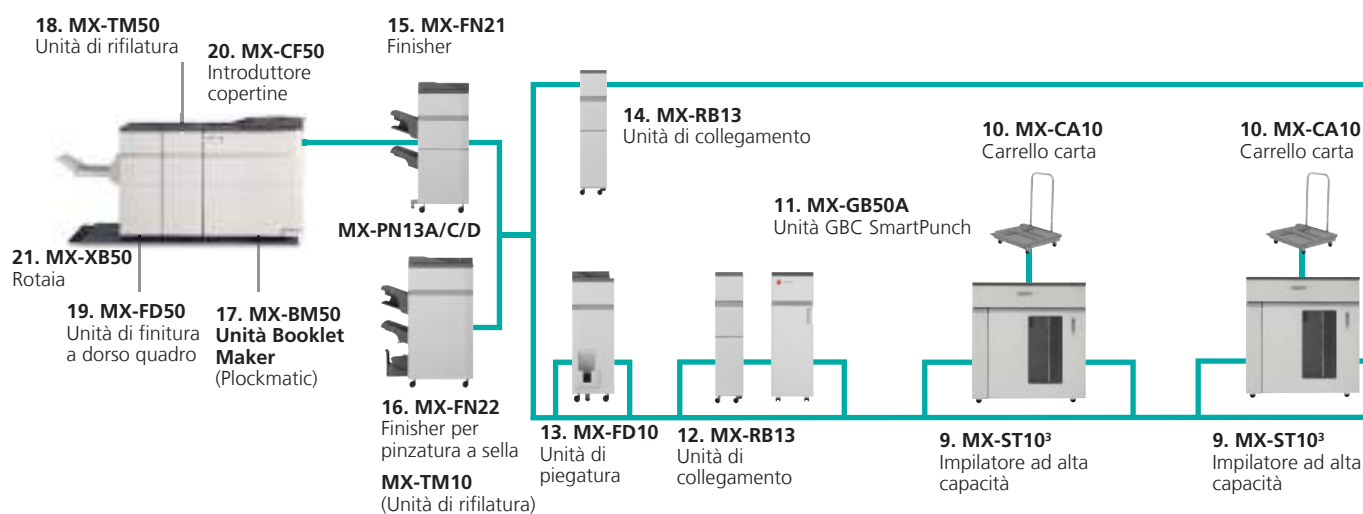 18. MX-TM50
Unità di rifilatura
20. MX-CF50
Introduttore
copertine
15. MX-FN21
Finisher
14. MX-RB13
Unità di collegamento
10. MX-CA10
Carrello carta
10. MX-CA10
Carrello carta
11. MX-GB50A
Unità GBC SmartPunch
MX-PN13A/C/D
21. MX-XB50
Rotaia
19. MX-FD50
Unità di finitura
a dorso quadro
17. MX-BM50
Unità Booklet
Maker
(Plockmatic)
16. MX-FN22
Finisher per
pinzatura a sella
MX-TM10
(Unità di rifilatura)
13. MX-FD10
Unità di
piegatura
12. MX-RB13
Unità di
collegamento
9. MX-ST10³
Impilatore ad alta
capacità
9. MX-ST10³
Impilatore ad alta
capacità